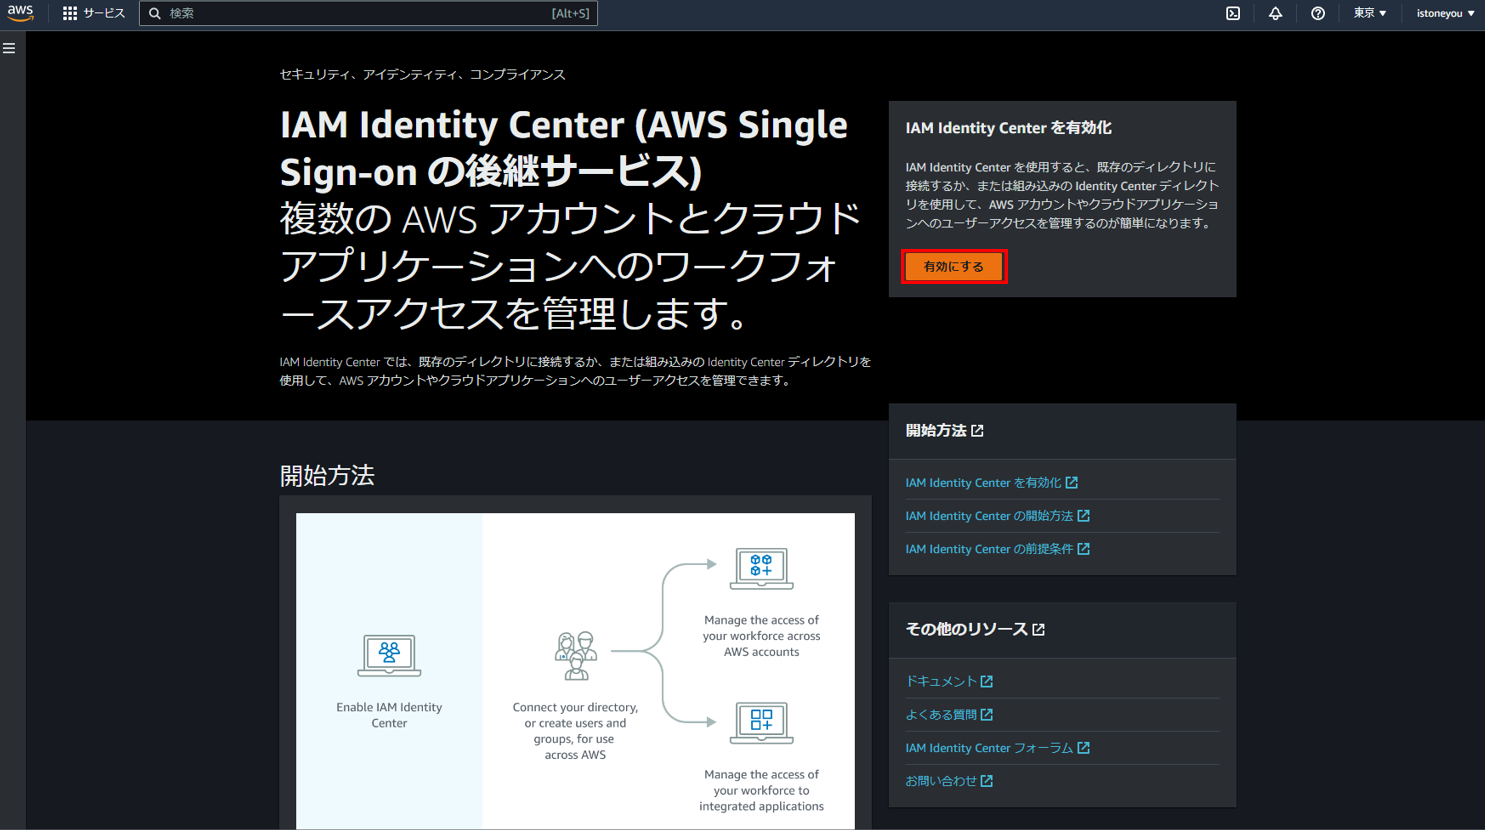 aws
サービス
検索
[Alt+S]
東京
istoneyou
セキュリティ、アイデンティティ、コンプライアンス
IAM Identity Center (AWS Single
Sign-on の後継サービス)
複数の AWS アカウントとクラウド
アプリケーションへのワークフォ
ースアクセスを管理します。
IAM Identity Center では、既存のディレクトリに接続するか、または組み込みの Identity Center ディレクトリを
使用して、AWS アカウントやクラウドアプリケーションへのユーザーアクセスを管理できます。
IAM Identity Center を有効化
IAM Identity Center を使用すると、既存のディレクトリに
接続するか、または組み込みの Identity Center ディレクト
リを使用して、AWS アカウントやクラウドアプリケーショ
ンへのユーザーアクセスを管理するのが簡単になります。
有効にする
開始方法
Enable IAM Identity
Center
Connect your directory,
or create users and
groups, for use
across AWS
Manage the access of
your workforce across
AWS accounts
Manage the access of
your workforce to
integrated applications
開始方法
IAM Identity Center を有効化
IAM Identity Center の開始方法
IAM Identity Center の前提条件
その他のリソース
ドキュメント
よくある質問
IAM Identity Center フォーラム
お問い合わせ